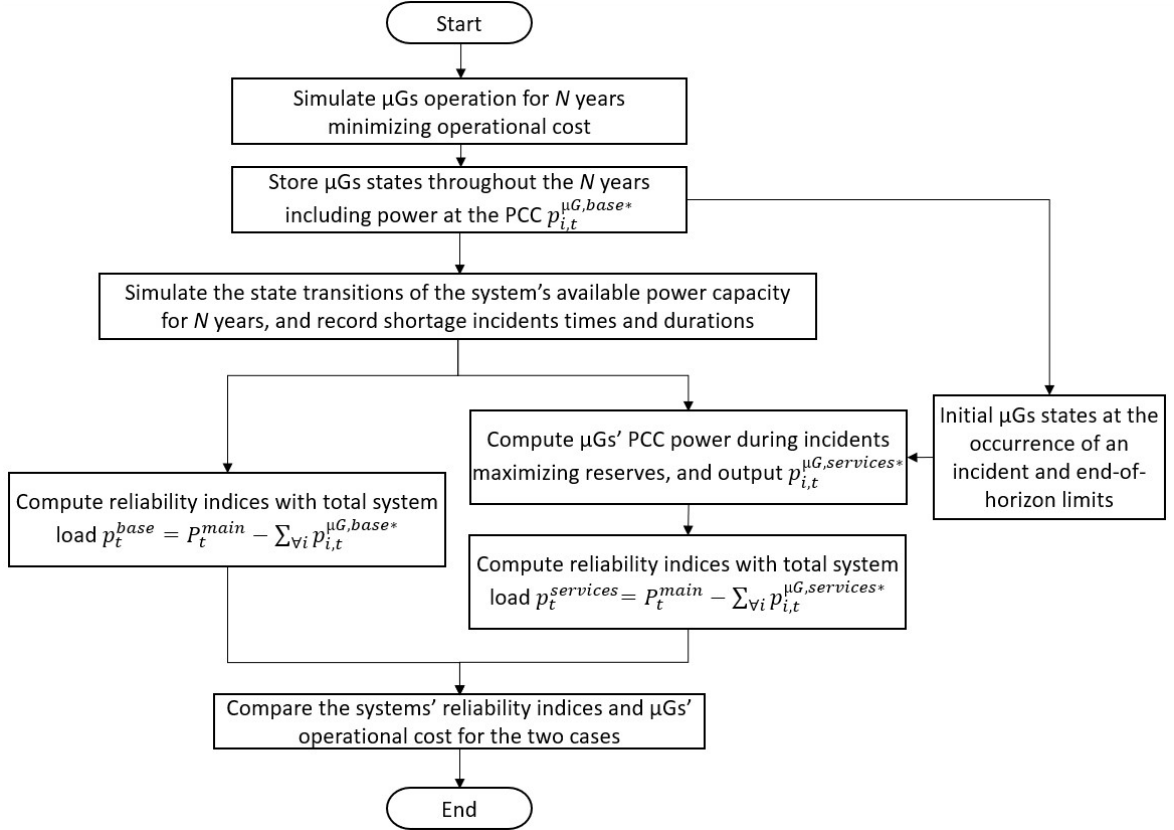 Start
Simulate μGs operation for N years
minimizing operational cost
Store μGs states throughout the N years
including power at the PCC p_{i,t}^{μG,base*}
Simulate the state transitions of the system’s available power capacity
for N years, and record shortage incidents times and durations
Initial μGs states at the
occurrence of an
incident and end-of-
horizon limits
Compute μGs’ PCC power during incidents
maximizing reserves, and output p_{i,t}^{μG,services*}
Compute reliability indices with total system
load p_t^{base} = P_t^{main} − ∑_{∀i} p_{i,t}^{μG,base*}
Compute reliability indices with total system
load p_t^{services} = P_t^{main} − ∑_{∀i} p_{i,t}^{μG,services*}
Compare the systems’ reliability indices and μGs’
operational cost for the two cases
End